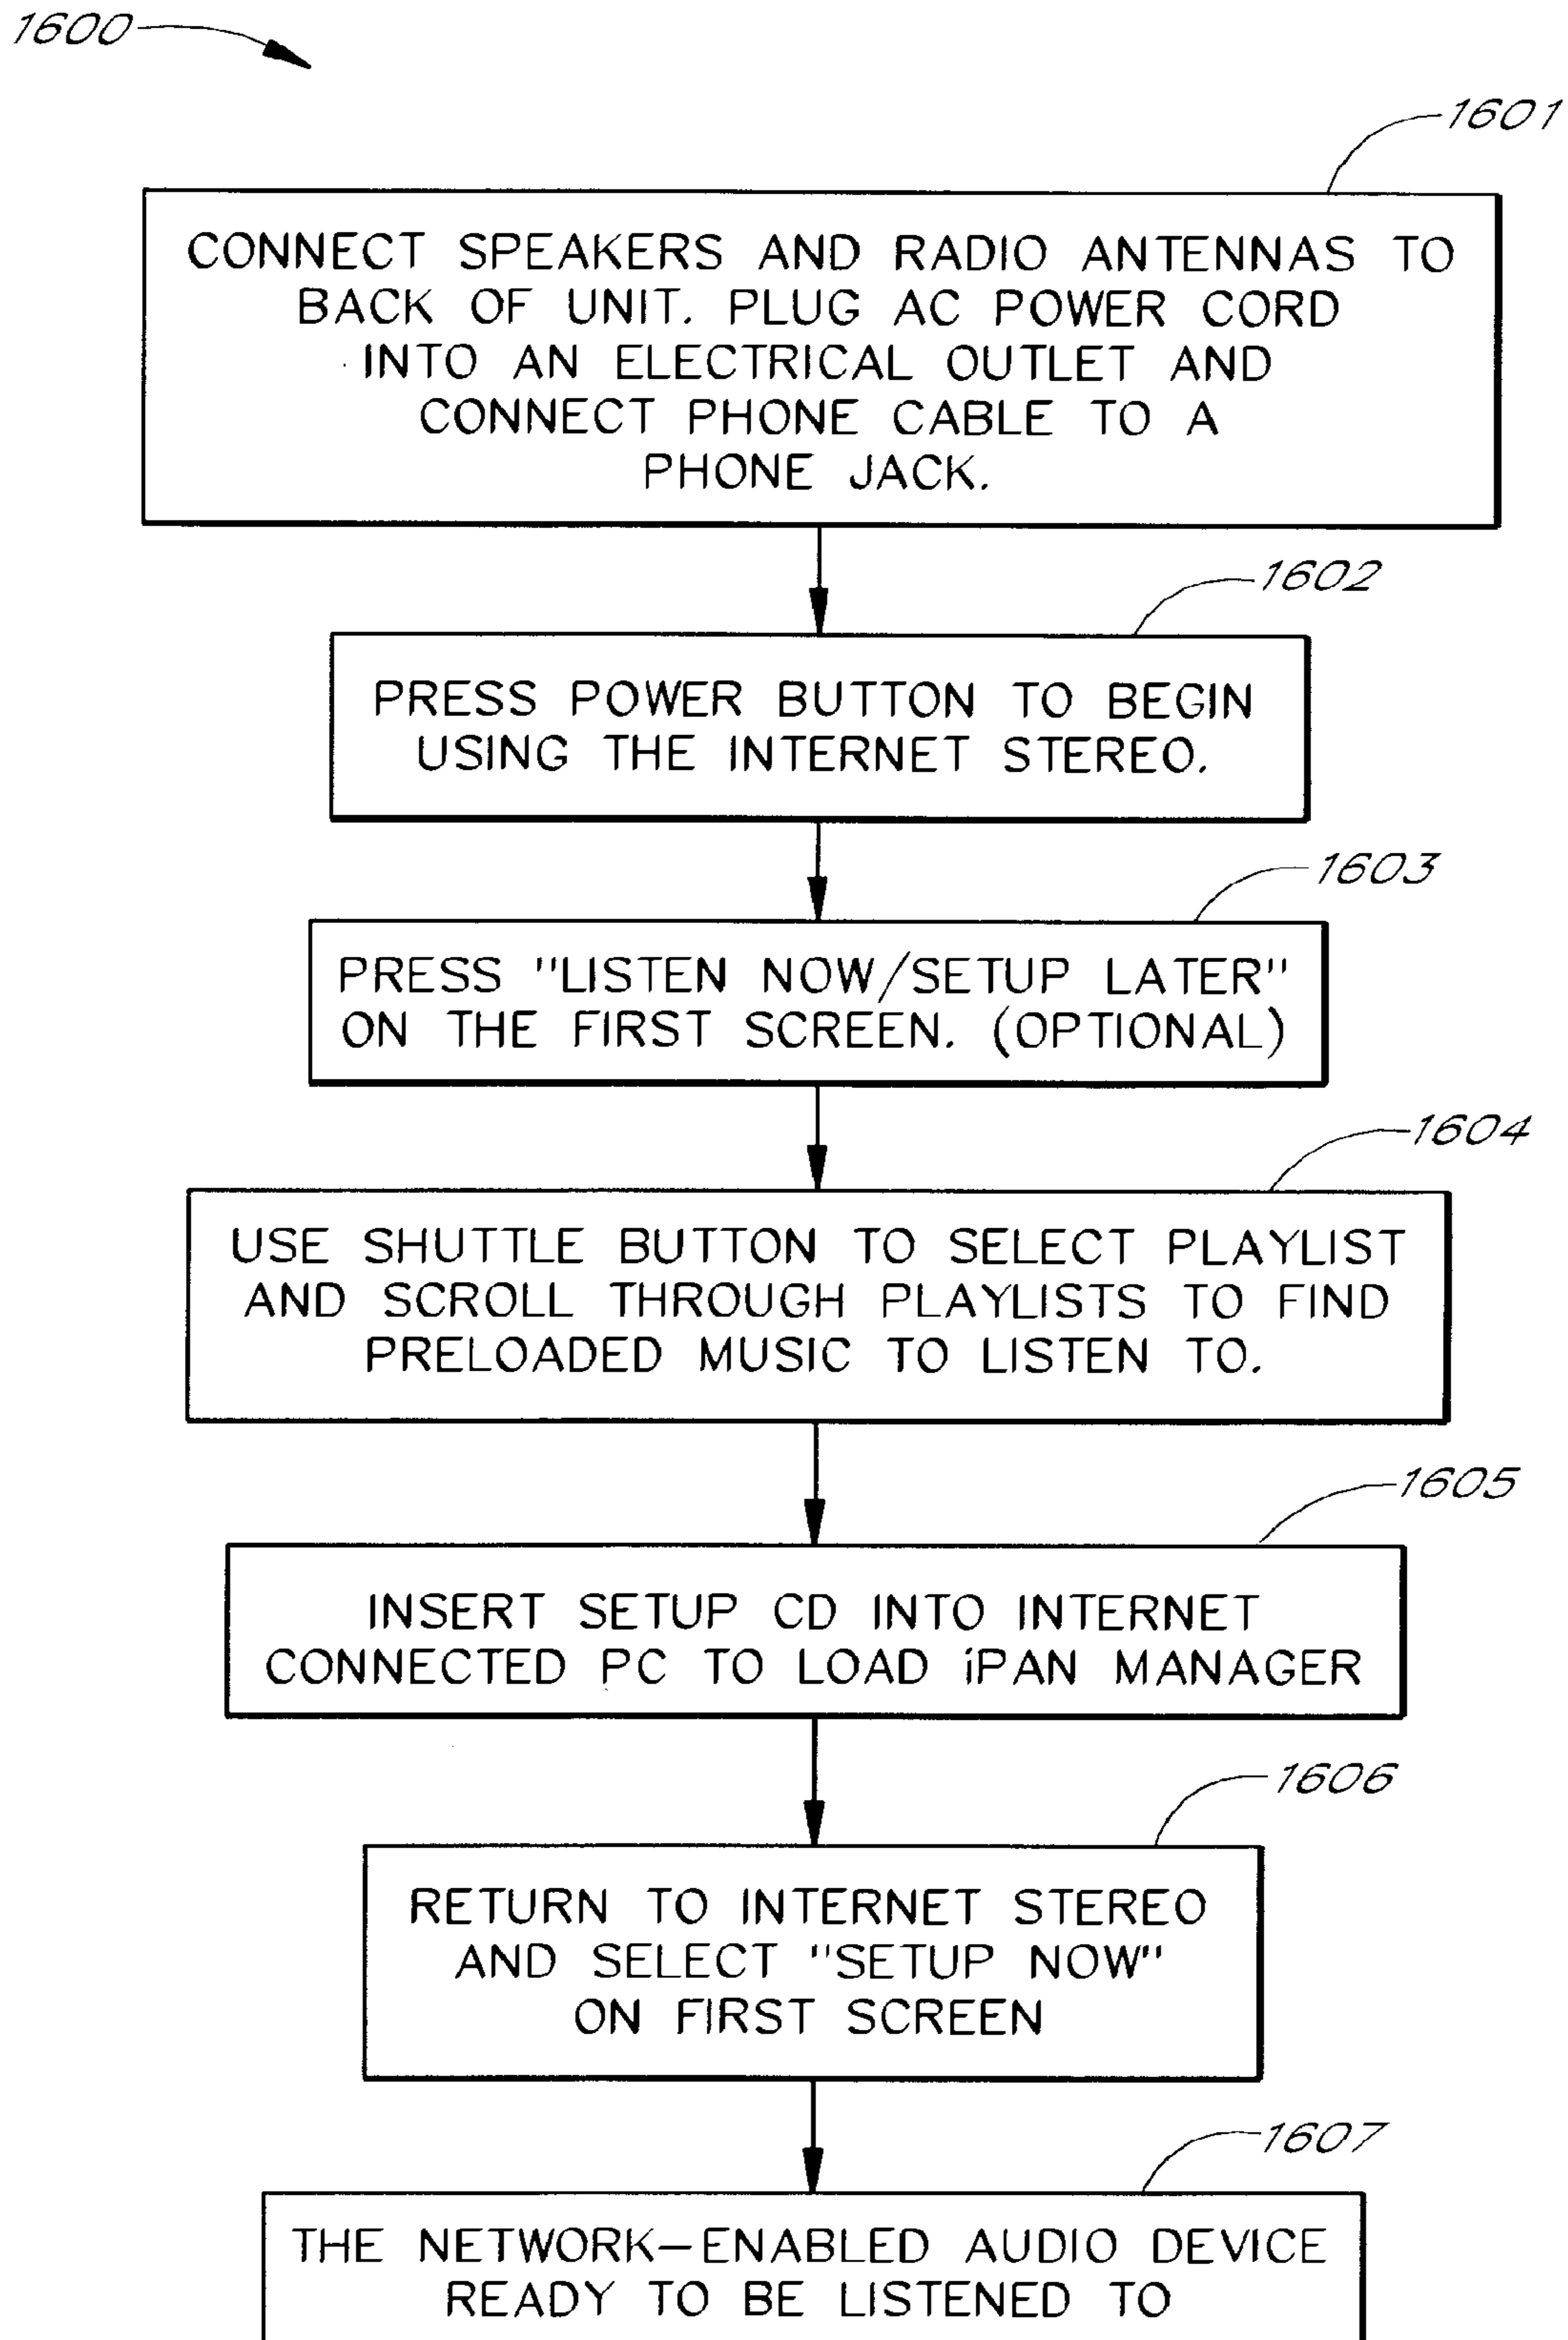 1600
1601
CONNECT SPEAKERS AND RADIO ANTENNAS TO
BACK OF UNIT. PLUG AC POWER CORD
INTO AN ELECTRICAL OUTLET AND
CONNECT PHONE CABLE TO A
PHONE JACK.
1602
PRESS POWER BUTTON TO BEGIN
USING THE INTERNET STEREO.
1603
PRESS "LISTEN NOW/SETUP LATER"
ON THE FIRST SCREEN. (OPTIONAL)
1604
USE SHUTTLE BUTTON TO SELECT PLAYLIST
AND SCROLL THROUGH PLAYLISTS TO FIND
PRELOADED MUSIC TO LISTEN TO.
1605
INSERT SETUP CD INTO INTERNET
CONNECTED PC TO LOAD iPAN MANAGER
1606
RETURN TO INTERNET STEREO
AND SELECT "SETUP NOW"
ON FIRST SCREEN
1607
THE NETWORK-ENABLED AUDIO DEVICE
READY TO BE LISTENED TO